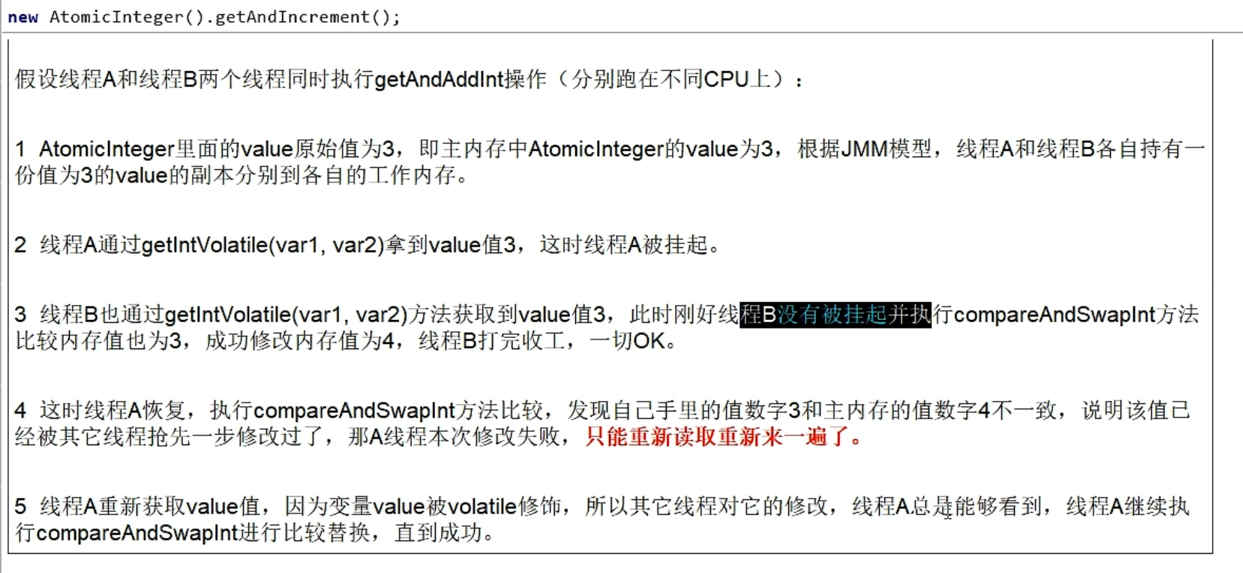 new AtomicInteger().getAndIncrement();
假设线程A和线程B两个线程同时执行getAndAddInt操作（分别跑在不同CPU上）：
1 AtomicInteger里面的value原始值为3，即主内存中AtomicInteger的value为3，根据JMM模型，线程A和线程B各自持有一
份值为3的value的副本分别到各自的工作内存。
2 线程A通过getIntVolatile(var1, var2)拿到value值3，这时线程A被挂起。
3 线程B也通过getIntVolatile(var1, var2)方法获取到value值3，此时刚好线程B没有被挂起并执行compareAndSwapInt方法
比较内存值也为3，成功修改内存值为4，线程B打完收工，一切OK。
4 这时线程A恢复，执行compareAndSwapInt方法比较，发现自己手里的值数字3和主内存的值数字4不一致，说明该值已
经被其它线程抢先一步修改过了，那A线程本次修改失败，只能重新读取重新来一遍了。
5 线程A重新获取value值，因为变量value被volatile修饰，所以其它线程对它的修改，线程A总是能够看到，线程A继续执
行compareAndSwapInt进行比较替换，直到成功。